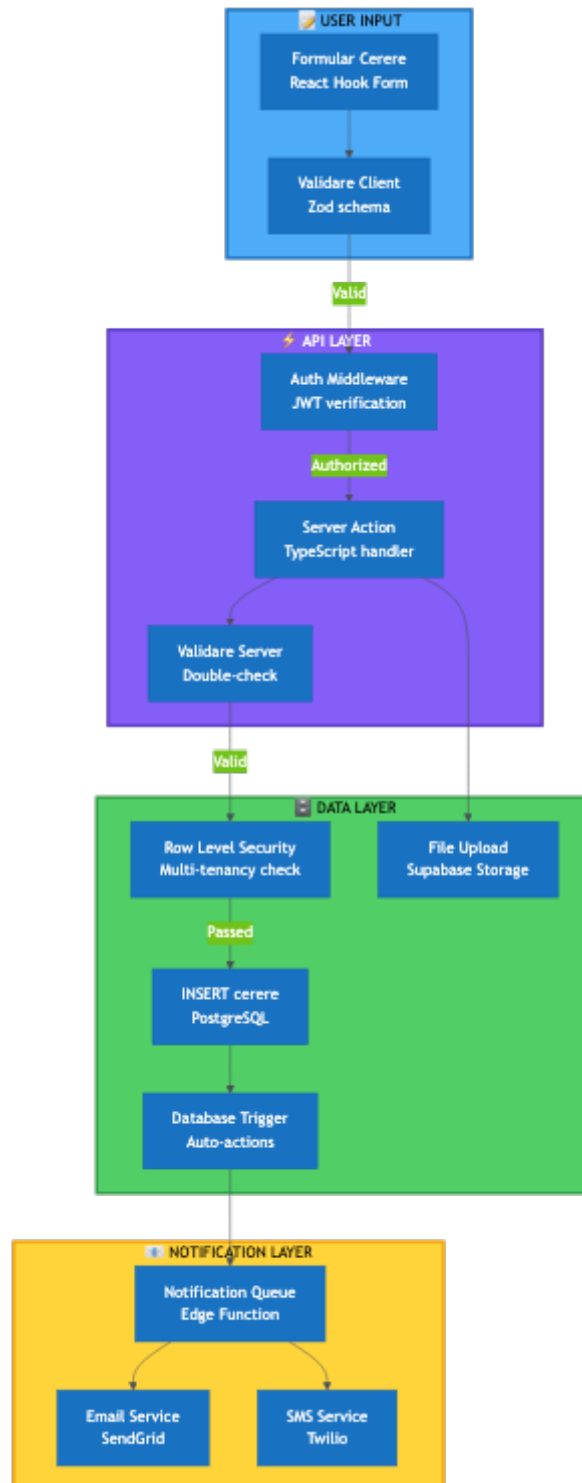 📝 USER INPUT
Formular Cerere
React Hook Form
Validare Client
Zod schema
Valid
⚡ API LAYER
Auth Middleware
JWT verification
Authorized
Server Action
TypeScript handler
Validare Server
Double-check
Valid
🗄️ DATA LAYER
Row Level Security
Multi-tenancy check
File Upload
Supabase Storage
Passed
INSERT cerere
PostgreSQL
Database Trigger
Auto-actions
📧 NOTIFICATION LAYER
Notification Queue
Edge Function
Email Service
SendGrid
SMS Service
Twilio